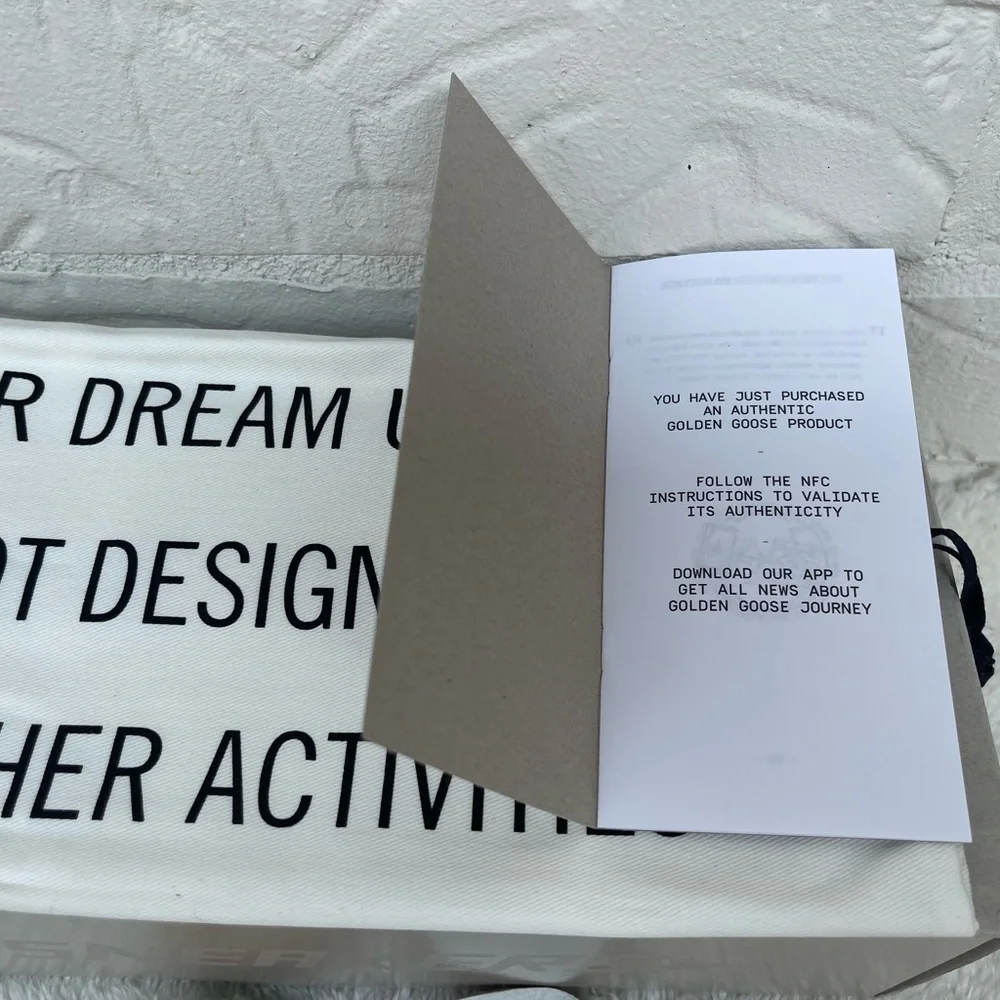 R DREAM
OT DESIGN
HER ACTIVITIES
YOU HAVE JUST PURCHASED
AN AUTHENTIC
GOLDEN GOOSE PRODUCT
-
FOLLOW THE NFC
INSTRUCTIONS TO VALIDATE
ITS AUTHENTICITY
-
DOWNLOAD OUR APP TO
GET ALL NEWS ABOUT
GOLDEN GOOSE JOURNEY